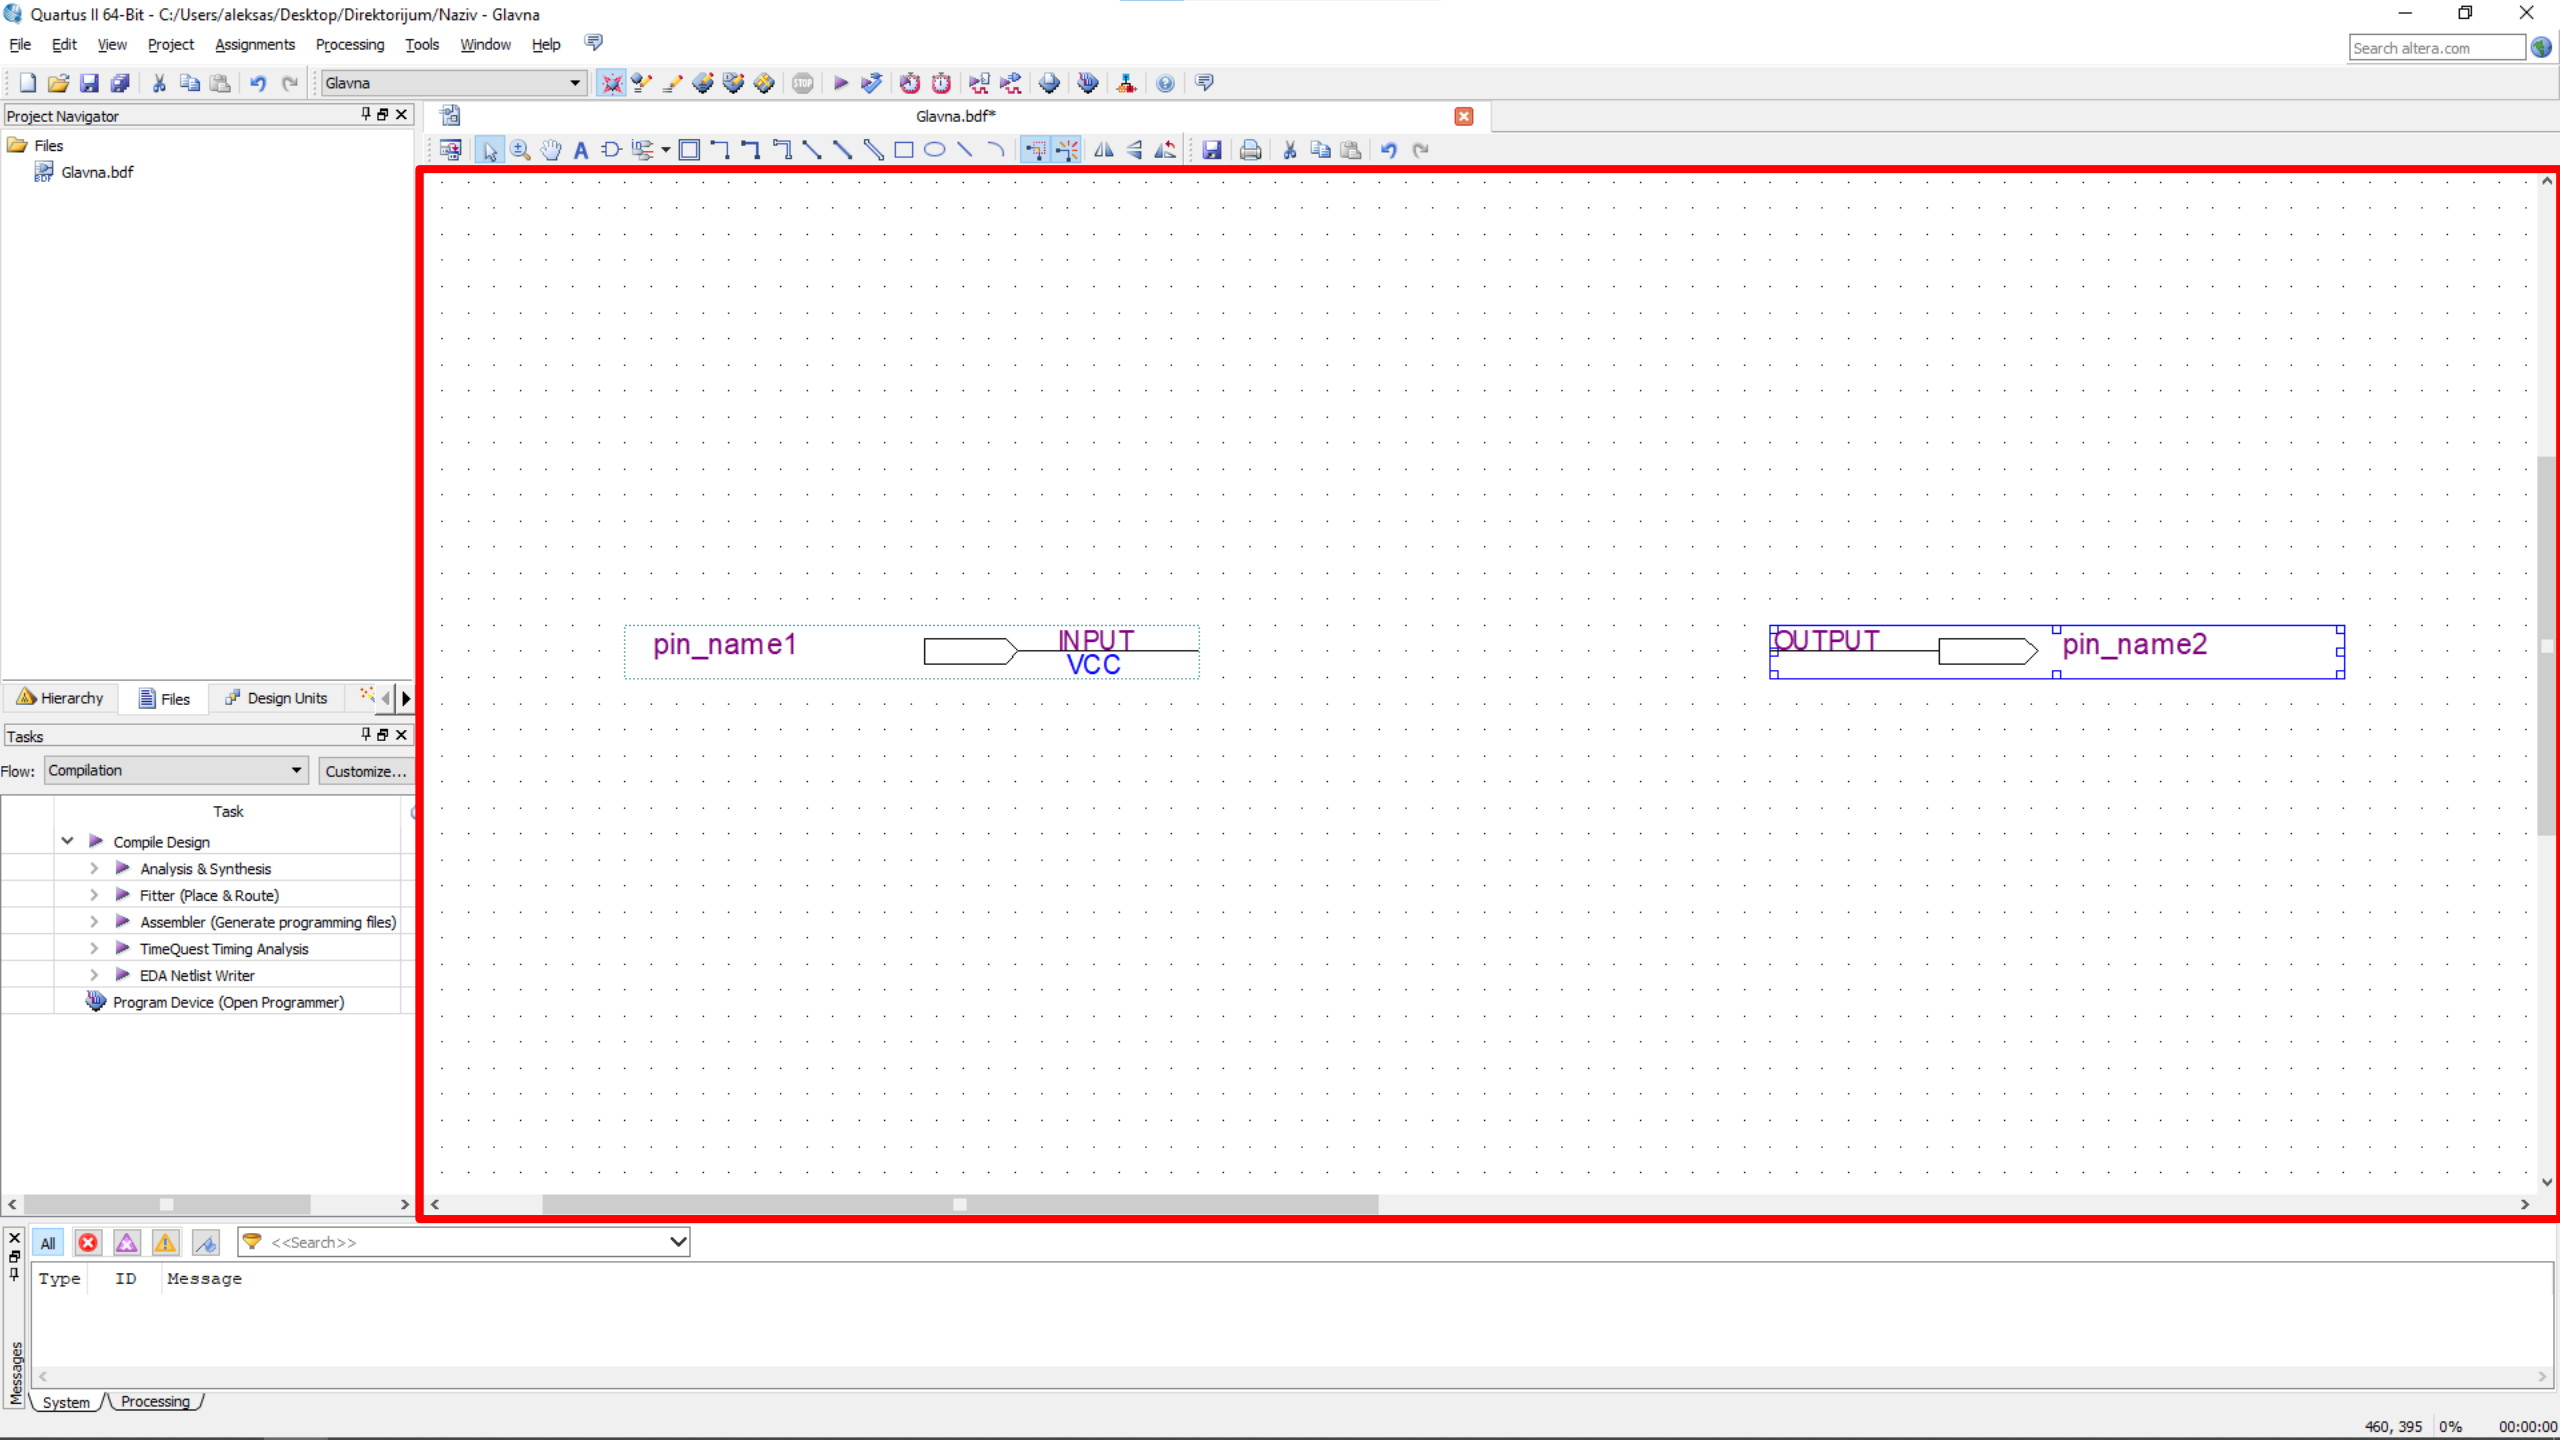 Quartus II 64-Bit - C:/Users/aleksas/Desktop/Direktorijum/Naziv - Glavna
File Edit View Project Assignments Processing Tools Window Help
Search altera.com
Glavna
STOP
Project Navigator
Glavna.bdf*
Files
BDF Glavna.bdf
A
pin_name1
INPUT
VCC
OUTPUT
pin_name2
Hierarchy Files Design Units
Tasks
Flow: Compilation Customize...
Task
Compile Design
Analysis & Synthesis
Fitter (Place & Route)
Assembler (Generate programming files)
TimeQuest Timing Analysis
EDA Netlist Writer
Program Device (Open Programmer)
All <<Search>>
Type ID Message
Messages
System Processing
460, 395 0% 00:00:00